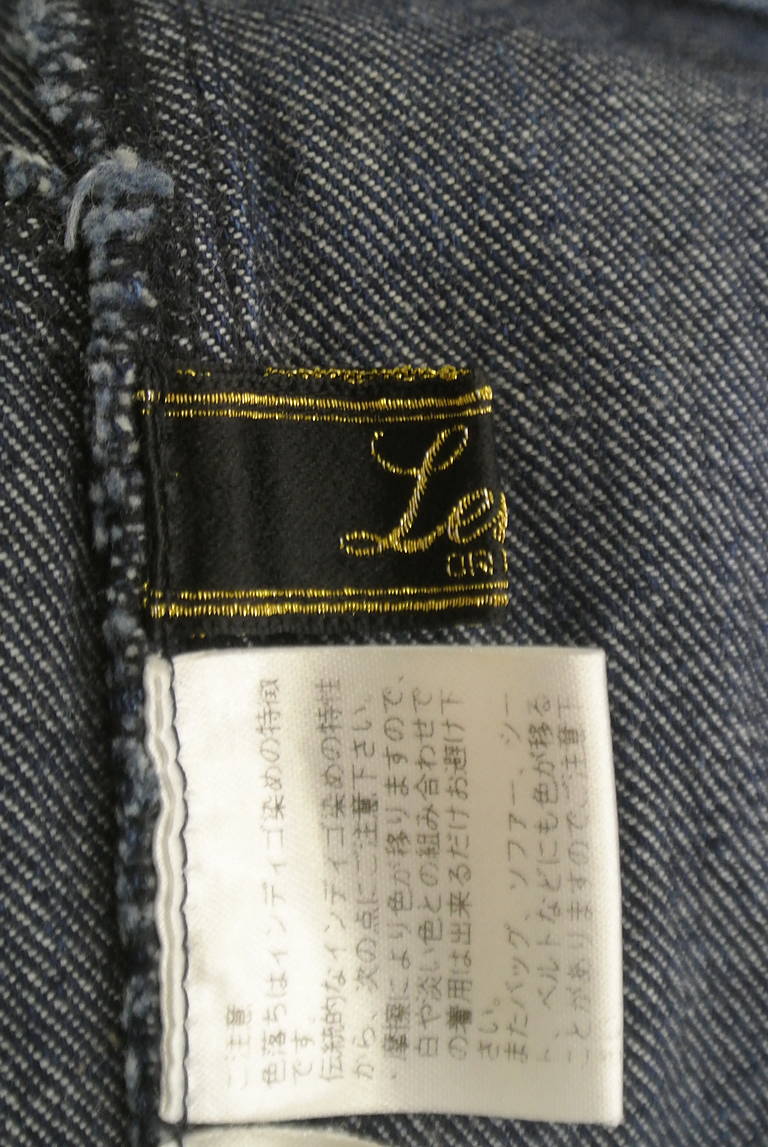 Le
ご注意
色落ちはインディゴ染めの特徴
です。
伝統的なインディゴ染めの特性
から、次の点にご注意下さい。
・摩擦により色が移りますので、
白や淡い色との組み合わせで
の着用は出来るだけお避け下
さい。
またバッグ、ソファー、シー
ト、ベルトなどにも色が移る
ことがありますのでご注意下